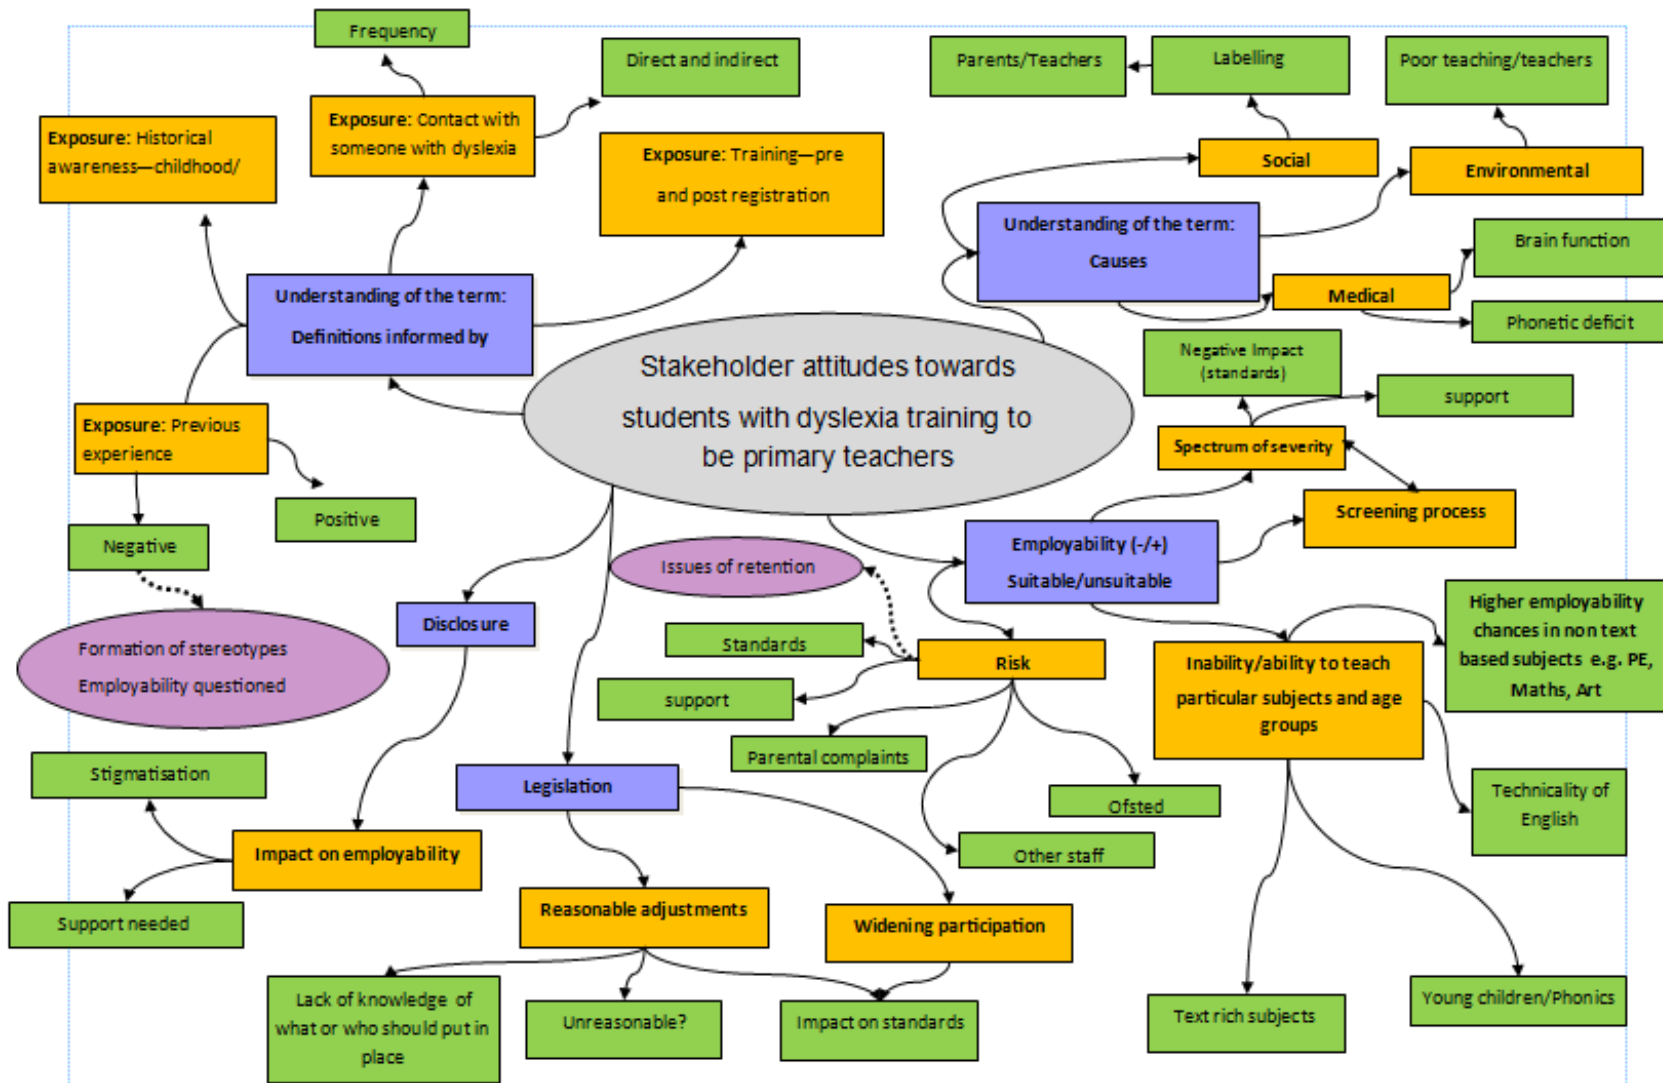 Frequency
Direct and indirect
Exposure: Historical
awareness—childhood/
Exposure: Contact with
someone with dyslexia
Exposure: Training—pre
and post registration
Understanding of the term:
Definitions informed by
Exposure: Previous
experience
Positive
Negative
Formation of stereotypes
Employability questioned
Parents/Teachers
Labelling
Poor teaching/teachers
Social
Environmental
Understanding of the term:
Causes
Brain function
Medical
Phonetic deficit
Stakeholder attitudes towards
students with dyslexia training to
be primary teachers
Negative Impact
(standards)
support
Spectrum of severity
Screening process
Employability (-/+)
Suitable/unsuitable
Issues of retention
Disclosure
Standards
Risk
support
Parental complaints
Ofsted
Other staff
Inability/ability to teach
particular subjects and age
groups
Higher employability
chances in non text
based subjects e.g. PE,
Maths, Art
Technicality of
English
Text rich subjects
Young children/Phonics
Stigmatisation
Impact on employability
Support needed
Legislation
Reasonable adjustments
Widening participation
Lack of knowledge of
what or who should put in
place
Unreasonable?
Impact on standards